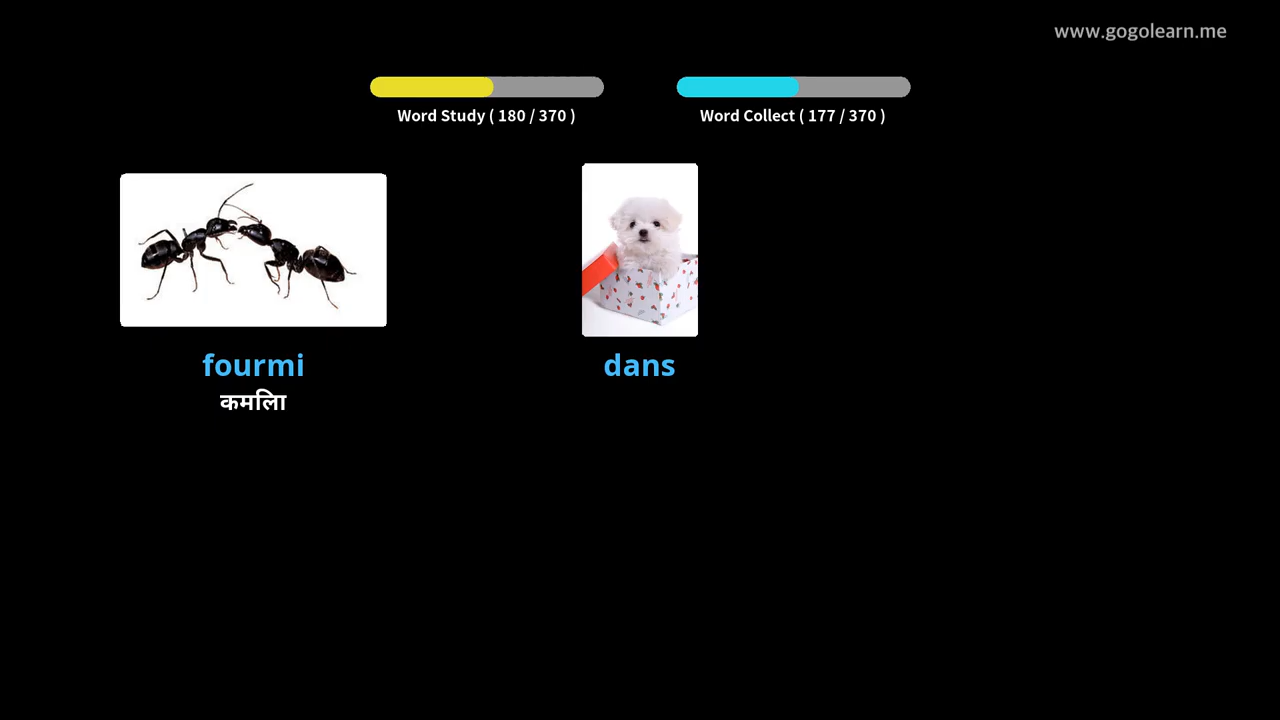 www.gogolearn.me
Word Study ( 180 / 370 )
Word Collect ( 177 / 370 )
fourmi
कमिला
dans